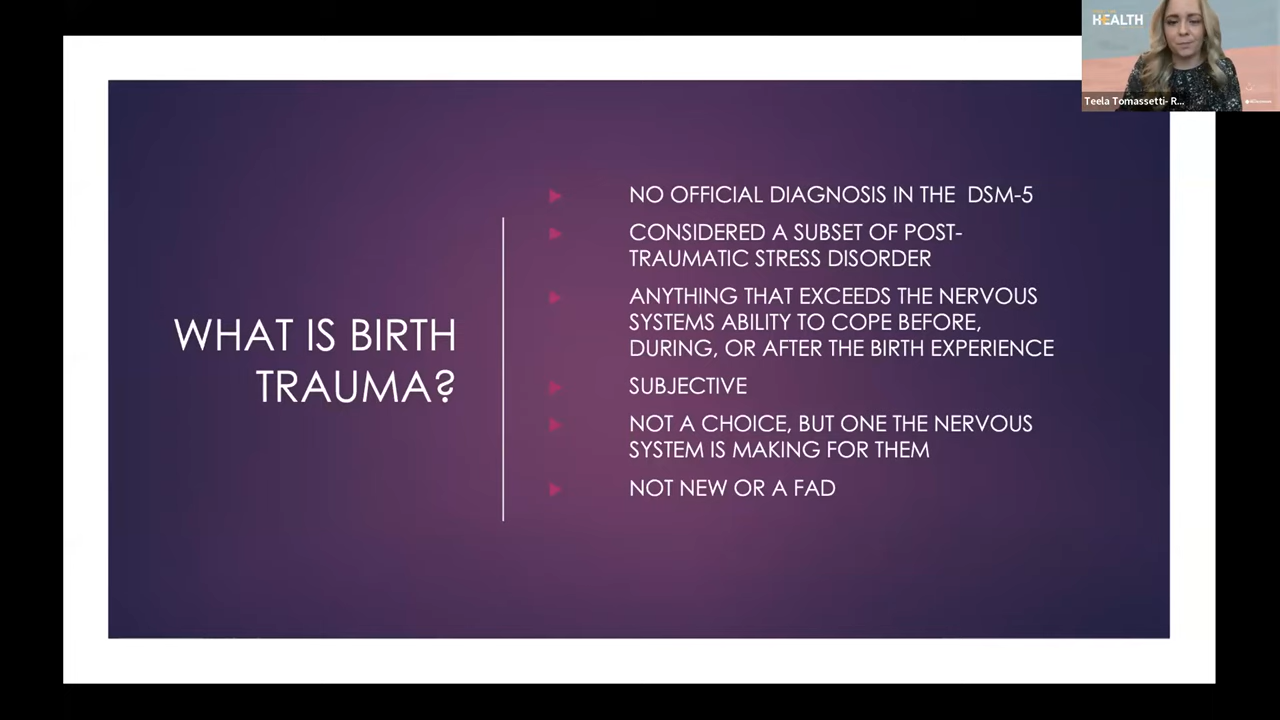 HEALTH
Teela Tomassetti- R...
WHAT IS BIRTH
TRAUMA?
NO OFFICIAL DIAGNOSIS IN THE DSM-5
CONSIDERED A SUBSET OF POST-
TRAUMATIC STRESS DISORDER
ANYTHING THAT EXCEEDS THE NERVOUS
SYSTEMS ABILITY TO COPE BEFORE,
DURING, OR AFTER THE BIRTH EXPERIENCE
SUBJECTIVE
NOT A CHOICE, BUT ONE THE NERVOUS
SYSTEM IS MAKING FOR THEM
NOT NEW OR A FAD